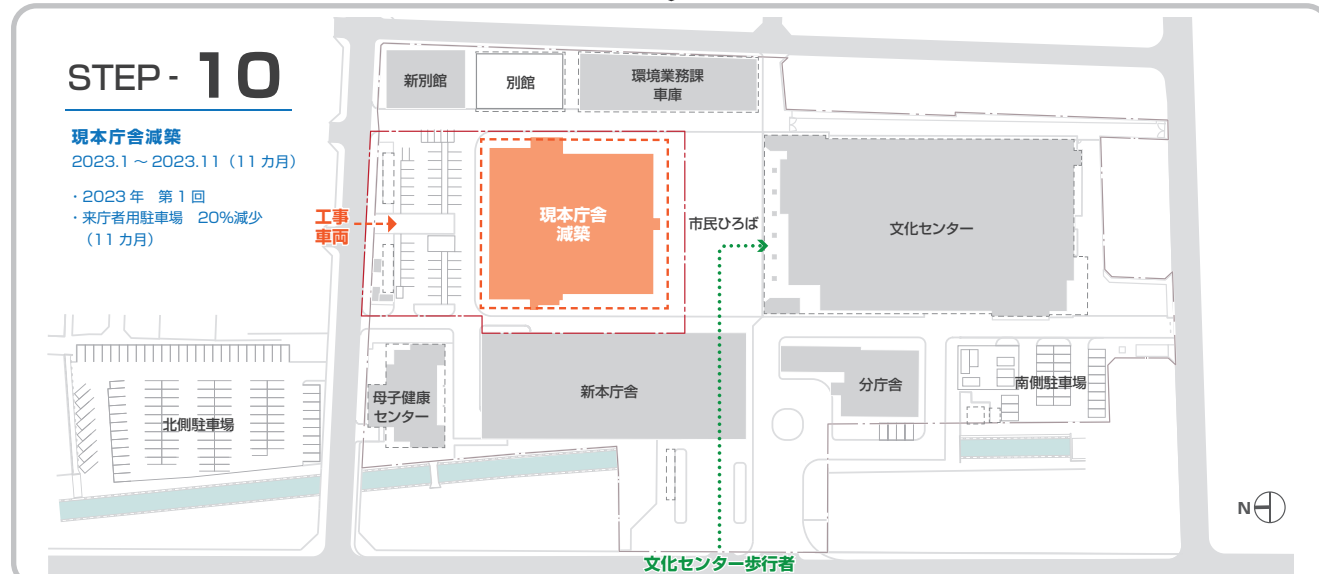 STEP - 10
現本庁舎減築
2023.1 ~ 2023.11（11 カ月）
・2023 年　第 1 回
・来庁者用駐車場　20%減少
（11 カ月）
新別館
別館
環境業務課
車庫
工事
車両
現本庁舎
減築
市民ひろば
文化センター
母子健康
センター
新本庁舎
分庁舎
南側駐車場
北側駐車場
N
文化センター歩行者